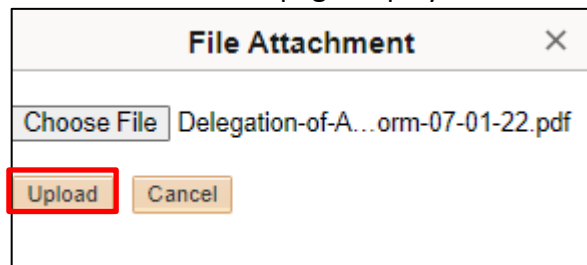 File Attachment
Choose File Delegation-of-A...orm-07-01-22.pdf
Upload Cancel